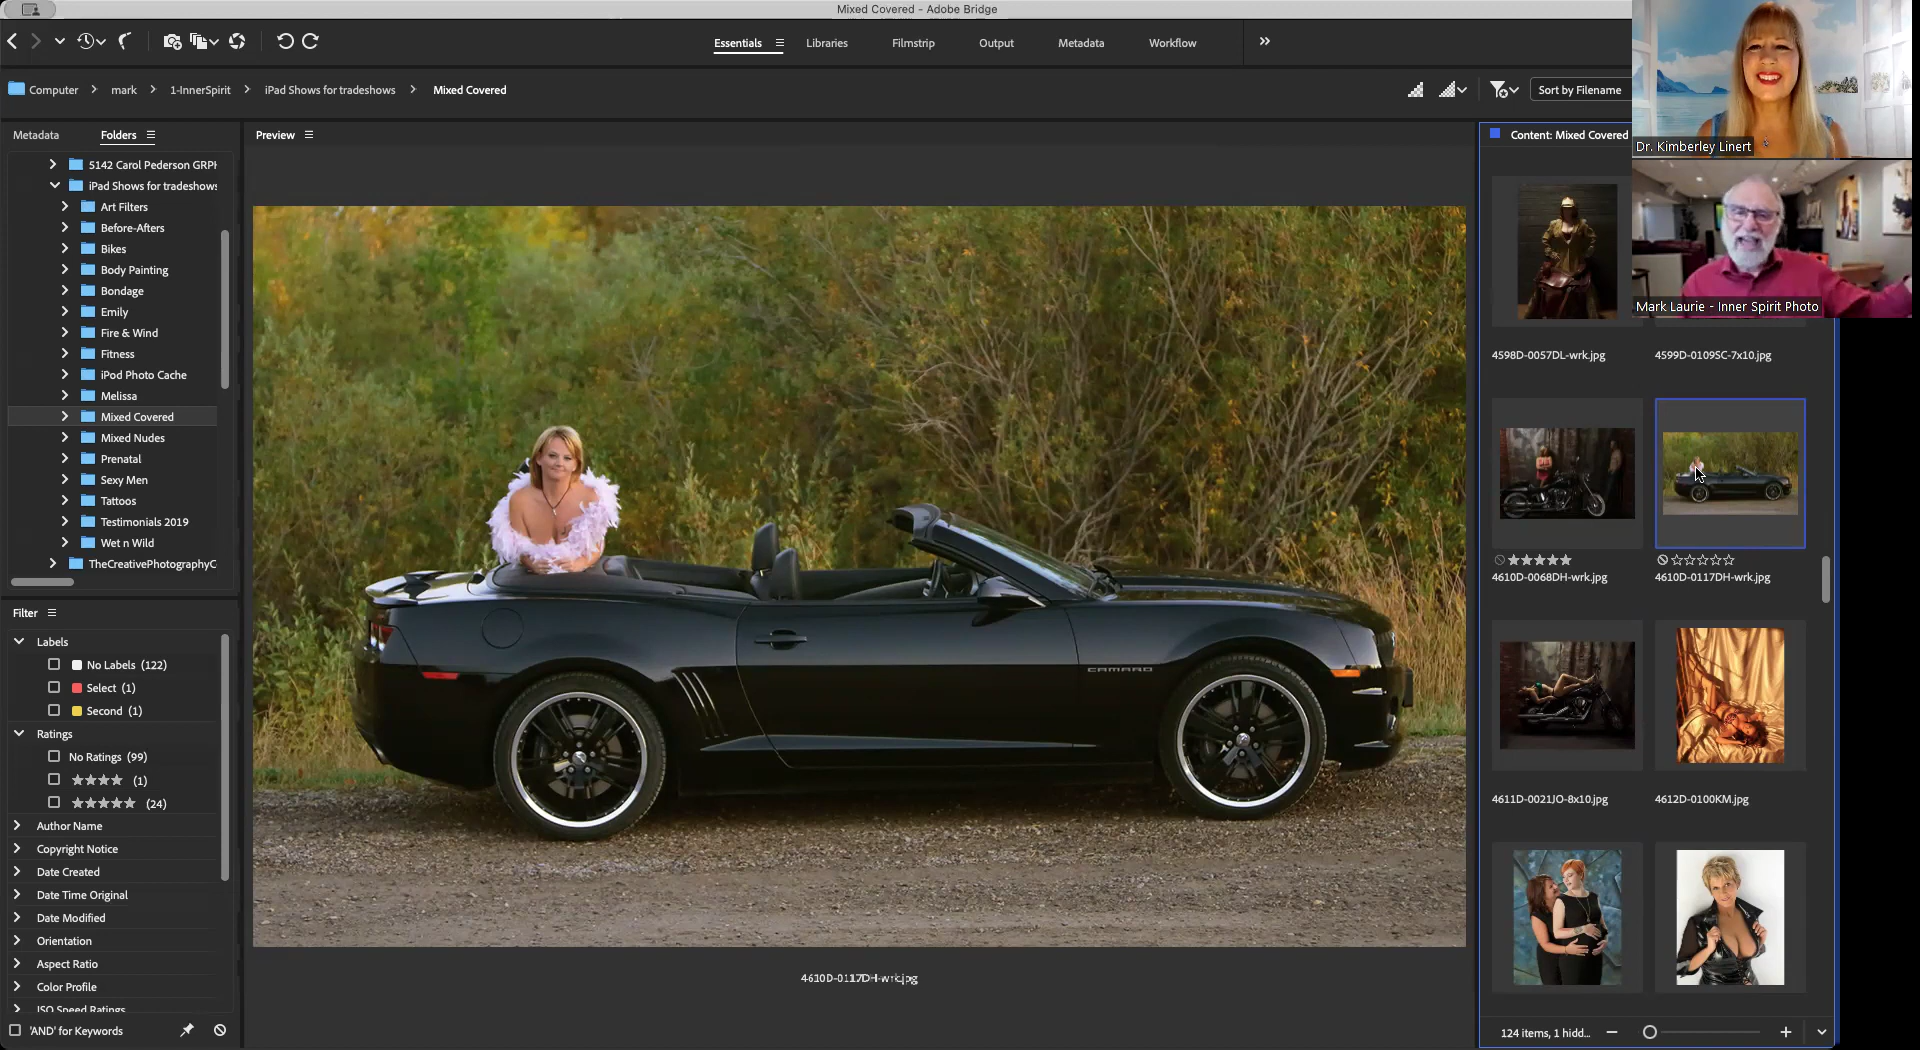 Mixed Covered - Adobe Bridge
Essentials
Libraries
Filmstrip
Output
Metadata
Workflow
Computer
mark
1-InnerSpirit
iPad Shows for tradeshows
Mixed Covered
Sort by Filename
Metadata
Folders
Preview
Content: Mixed Covered
5142 Carol Pederson GRPH
iPad Shows for tradeshows
Art Filters
Before-Afters
Bikes
Body Painting
Bondage
Emily
Fire & Wind
Fitness
iPod Photo Cache
Melissa
Mixed Covered
Mixed Nudes
Prenatal
Sexy Men
Tattoos
Testimonials 2019
Wet n Wild
TheCreativePhotographyC
Filter
Labels
No Labels (122)
Select (1)
Second (1)
Ratings
No Ratings (99)
★★★★ (1)
★★★★★ (24)
Author Name
Copyright Notice
Date Created
Date Time Original
Date Modified
Orientation
Aspect Ratio
Color Profile
ISO Speed Ratings
'AND' for Keywords
CAMARO
4610D-0117DH-wrk.jpg
Dr. Kimberley Linert
Mark Laurie - Inner Spirit Photo
4598D-0057DL-wrk.jpg
4599D-0109SC-7x10.jpg
4610D-0068DH-wrk.jpg
4610D-0117DH-wrk.jpg
4611D-0021JO-8x10.jpg
4612D-0100KM.jpg
124 items, 1 hidd...